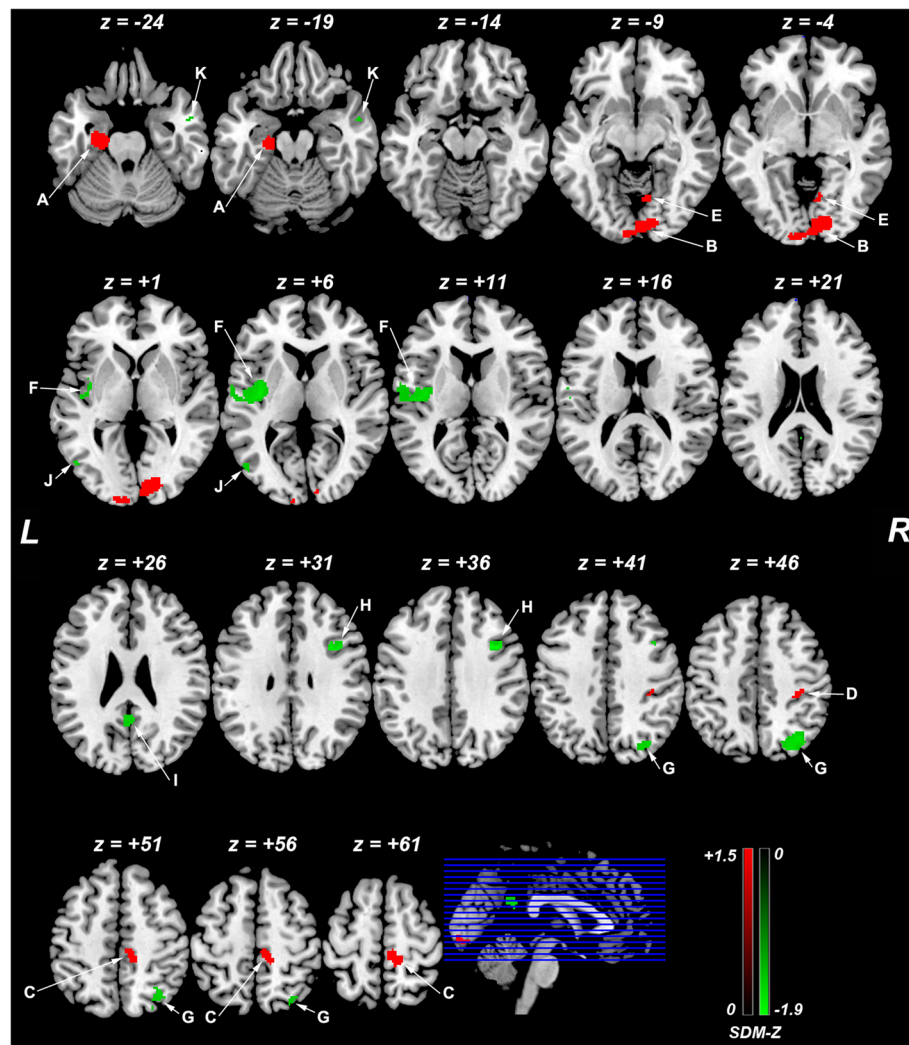 z = -24 z = -19 z = -14 z = -9 z = -4
K K
A A E E
B B
z = +1 z = +6 z = +11 z = +16 z = +21
F F
F
J J
L R
z = +26 z = +31 z = +36 z = +41 z = +46
H H
D
I G G
z = +51 z = +56 z = +61
+1.5 0
C G C G C
0 -1.9
SDM-Z